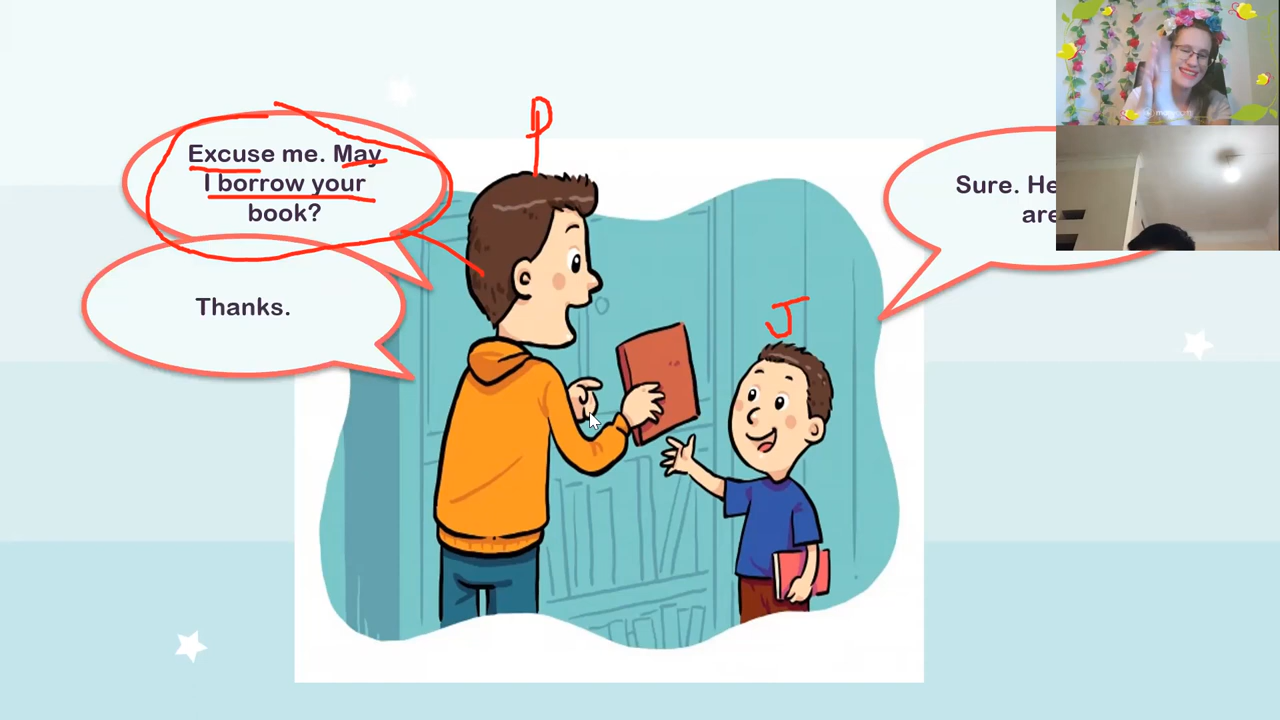 Excuse me. May
I borrow your
book?
Thanks.
D
J
Sure. He
are